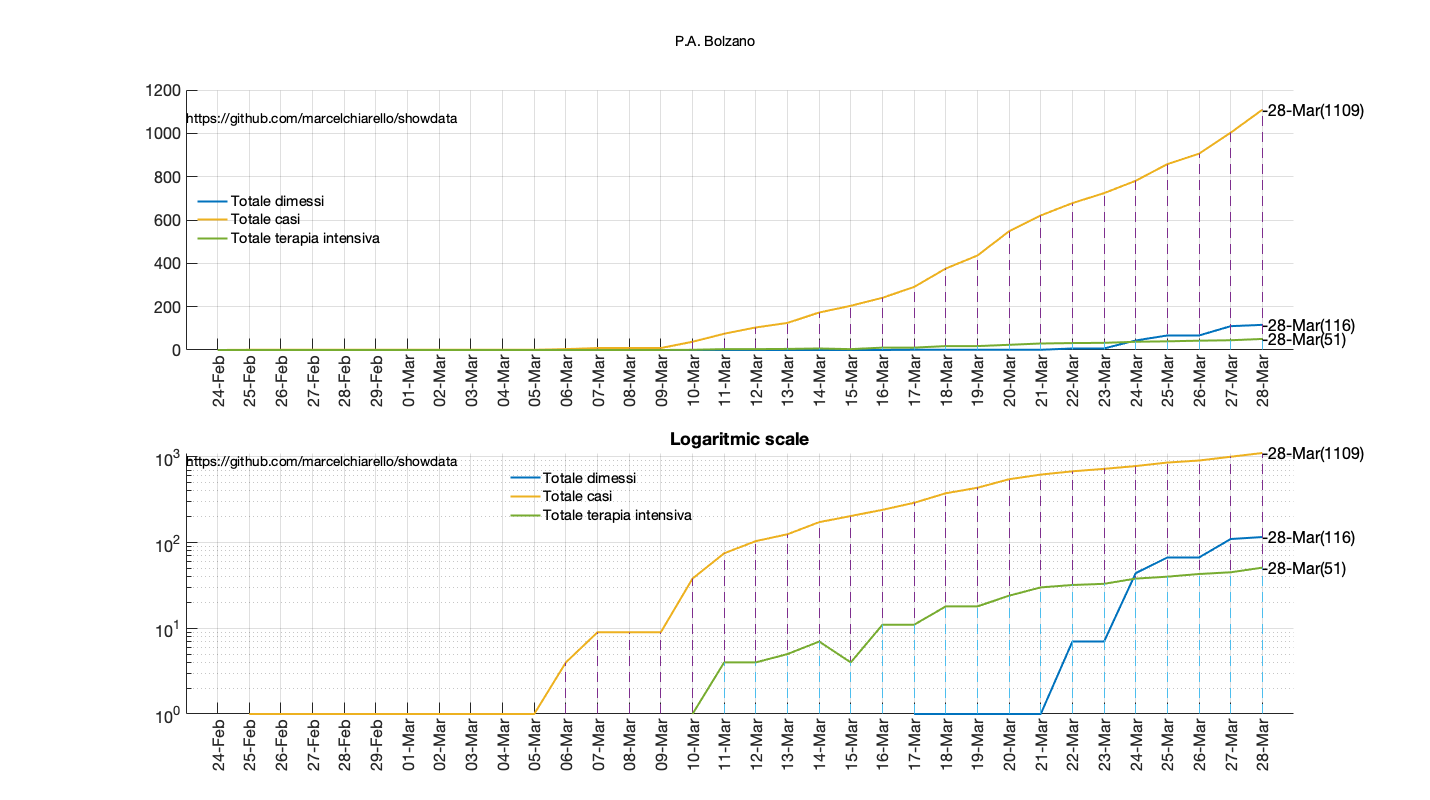 P.A. Bolzano
1200
1000
800
600
400
200
0
https://github.com/marcelchiarello/showdata
Totale dimessi
Totale casi
Totale terapia intensiva
-28-Mar(1109)
-28-Mar(116)
-28-Mar(51)
24-Feb
25-Feb
26-Feb
27-Feb
28-Feb
29-Feb
01-Mar
02-Mar
03-Mar
04-Mar
05-Mar
06-Mar
07-Mar
08-Mar
09-Mar
10-Mar
11-Mar
12-Mar
13-Mar
14-Mar
15-Mar
16-Mar
17-Mar
18-Mar
19-Mar
20-Mar
21-Mar
22-Mar
23-Mar
24-Mar
25-Mar
26-Mar
27-Mar
28-Mar
Logaritmic scale
10³
10²
10¹
10⁰
https://github.com/marcelchiarello/showdata
Totale dimessi
Totale casi
Totale terapia intensiva
-28-Mar(1109)
-28-Mar(116)
-28-Mar(51)
24-Feb
25-Feb
26-Feb
27-Feb
28-Feb
29-Feb
01-Mar
02-Mar
03-Mar
04-Mar
05-Mar
06-Mar
07-Mar
08-Mar
09-Mar
10-Mar
11-Mar
12-Mar
13-Mar
14-Mar
15-Mar
16-Mar
17-Mar
18-Mar
19-Mar
20-Mar
21-Mar
22-Mar
23-Mar
24-Mar
25-Mar
26-Mar
27-Mar
28-Mar